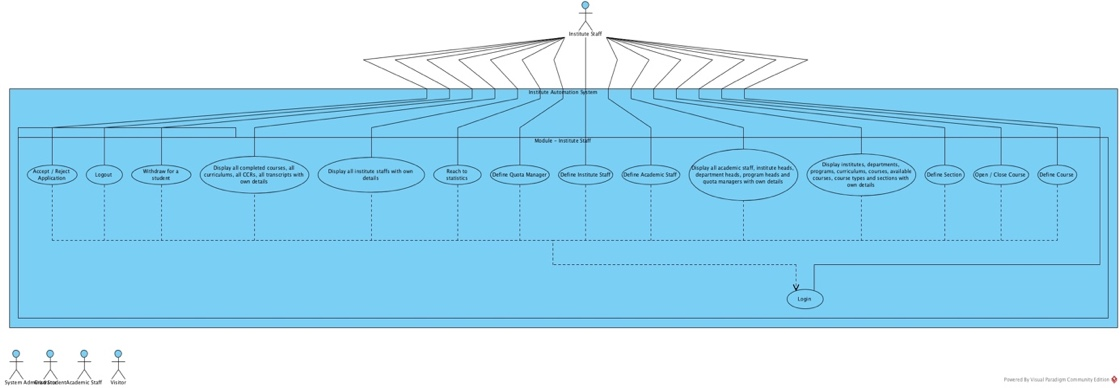 Institute Staff
Institute Automation System
Module - Institute Staff
Accept / Reject
Application
Logout
Withdraw for a
student
Display all completed courses, all
curriculums, all CCRs, all transcripts with
own details
Display all institute staffs with own
details
Reach to
statistics
Define Quota Manager
Define Institute Staff
Define Academic Staff
Display all academic staff, institute heads,
department heads, program heads and
quota managers with own details
Display institutes, departments,
programs, curriculums, courses, available
courses, course types and sections with
own details
Define Section
Open / Close Course
Define Course
Login
System Student Academic Staff Visitor
Powered By Visual Paradigm Community Edition